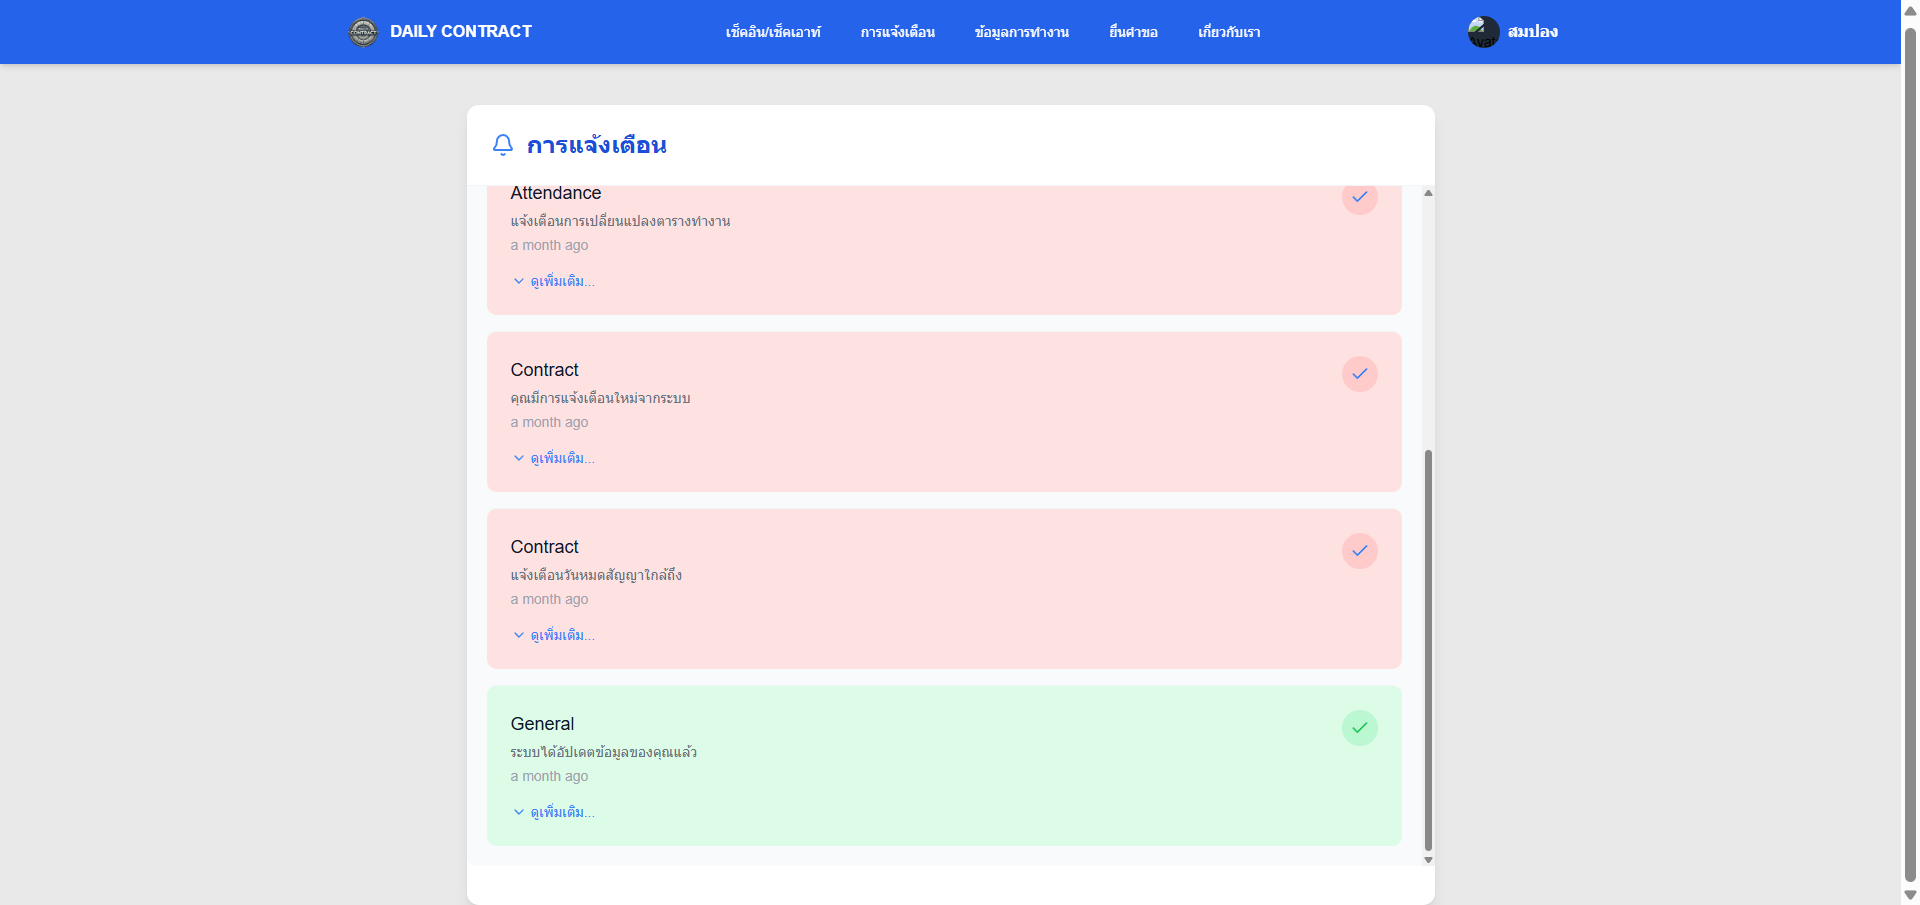 DAILY CONTRACT
เช็คอิน/เช็คเอาท์
การแจ้งเตือน
ข้อมูลการทำงาน
ยื่นคำขอ
เกี่ยวกับเรา
สมปอง
การแจ้งเตือน
Attendance
แจ้งเตือนการเปลี่ยนแปลงตารางทำงาน
a month ago
ดูเพิ่มเติม...
Contract
คุณมีการแจ้งเตือนใหม่จากระบบ
a month ago
ดูเพิ่มเติม...
Contract
แจ้งเตือนวันหมดสัญญาใกล้ถึง
a month ago
ดูเพิ่มเติม...
General
ระบบได้อัปเดตข้อมูลของคุณแล้ว
a month ago
ดูเพิ่มเติม...